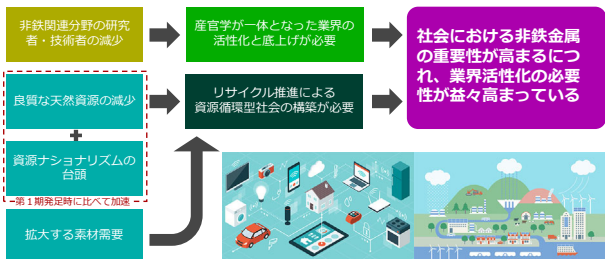 非鉄関連分野の研究
者・技術者の減少
産官学が一体となった業界の
活性化と底上げが必要
社会における非鉄金属
の重要性が高まるにつ
れ、業界活性化の必要
性が益々高まっている
良質な天然資源の減少
リサイクル推進による
資源循環型社会の構築が必要
+
資源ナショナリズムの
台頭
第１期発足時に比べて加速
拡大する素材需要